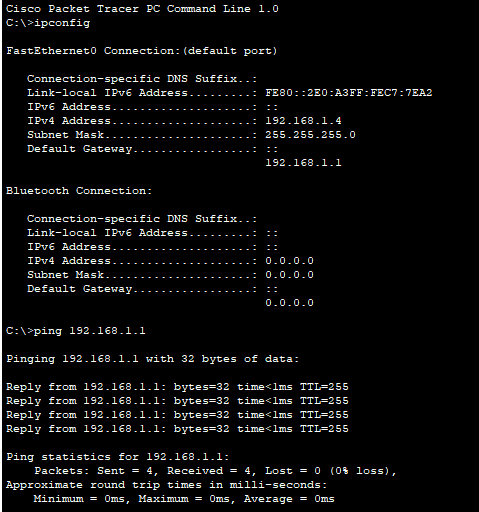 Cisco Packet Tracer PC Command Line 1.0
C:\>ipconfig
FastEthernet0 Connection:(default port)
Connection-specific DNS Suffix..:
Link-local IPv6 Address.........: FE80::2E0:A3FF:FEC7:7EA2
IPv6 Address....................: ::
IPv4 Address....................: 192.168.1.4
Subnet Mask.....................: 255.255.255.0
Default Gateway.................: ::
192.168.1.1
Bluetooth Connection:
Connection-specific DNS Suffix..:
Link-local IPv6 Address.........: ::
IPv6 Address....................: ::
IPv4 Address....................: 0.0.0.0
Subnet Mask.....................: 0.0.0.0
Default Gateway.................: ::
0.0.0.0
C:\>ping 192.168.1.1
Pinging 192.168.1.1 with 32 bytes of data:
Reply from 192.168.1.1: bytes=32 time<1ms TTL=255
Reply from 192.168.1.1: bytes=32 time<1ms TTL=255
Reply from 192.168.1.1: bytes=32 time<1ms TTL=255
Reply from 192.168.1.1: bytes=32 time<1ms TTL=255
Ping statistics for 192.168.1.1:
Packets: Sent = 4, Received = 4, Lost = 0 (0% loss),
Approximate round trip times in milli-seconds:
Minimum = 0ms, Maximum = 0ms, Average = 0ms